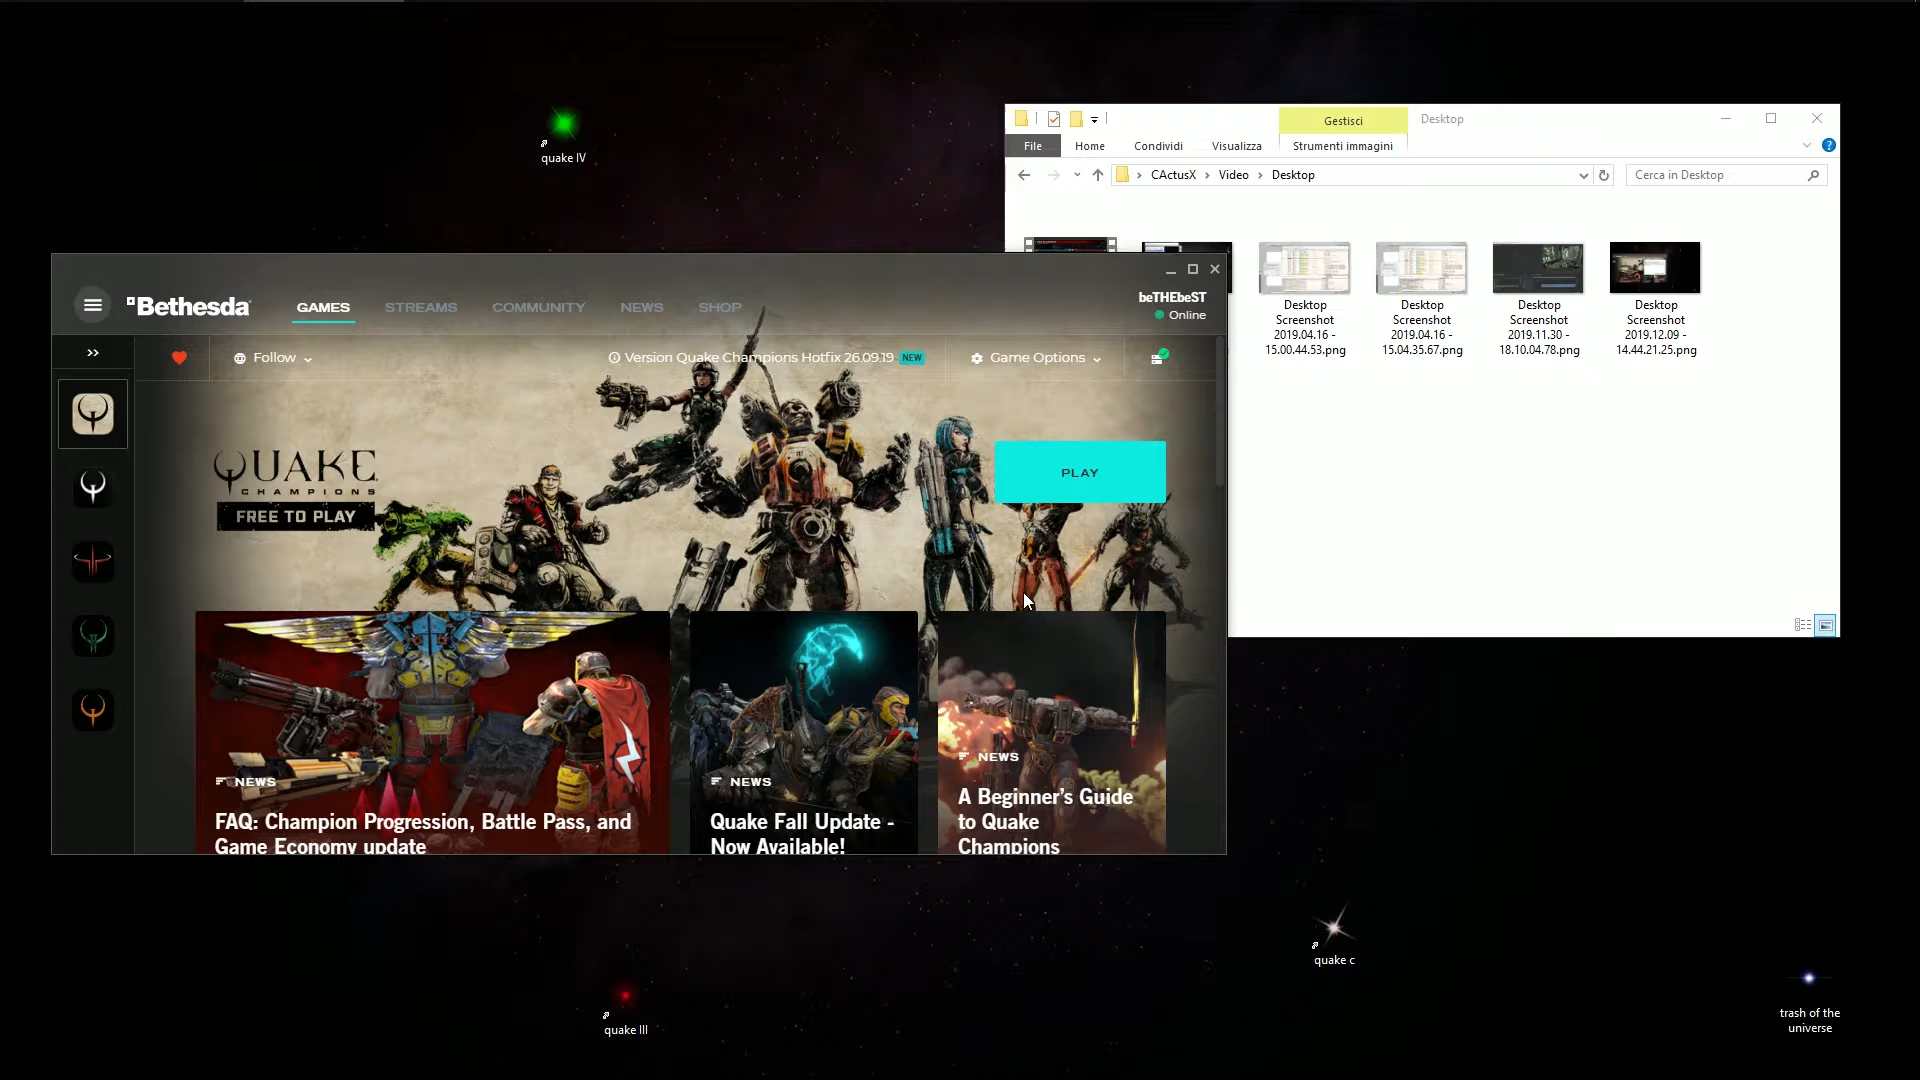 quake IV
Gestisci
Desktop
File
Home
Condividi
Visualizza
Strumenti immagini
CActusX
Video
Desktop
Cerca in Desktop
Desktop
Screenshot
2019.04.16 -
15.00.44.53.png
Desktop
Screenshot
2019.04.16 -
15.04.35.67.png
Desktop
Screenshot
2019.11.30 -
18.10.04.78.png
Desktop
Screenshot
2019.12.09 -
14.44.21.25.png
Bethesda
GAMES
STREAMS
COMMUNITY
NEWS
SHOP
beTHEbeST
Online
Follow
Version Quake Champions Hotfix 26.09.19 NEW
Game Options
QUAKE
CHAMPIONS
FREE TO PLAY
PLAY
NEWS
FAQ: Champion Progression, Battle Pass, and
Game Economy update
NEWS
Quake Fall Update -
Now Available!
NEWS
A Beginner's Guide
to Quake
Champions
quake c
quake III
trash of the
universe